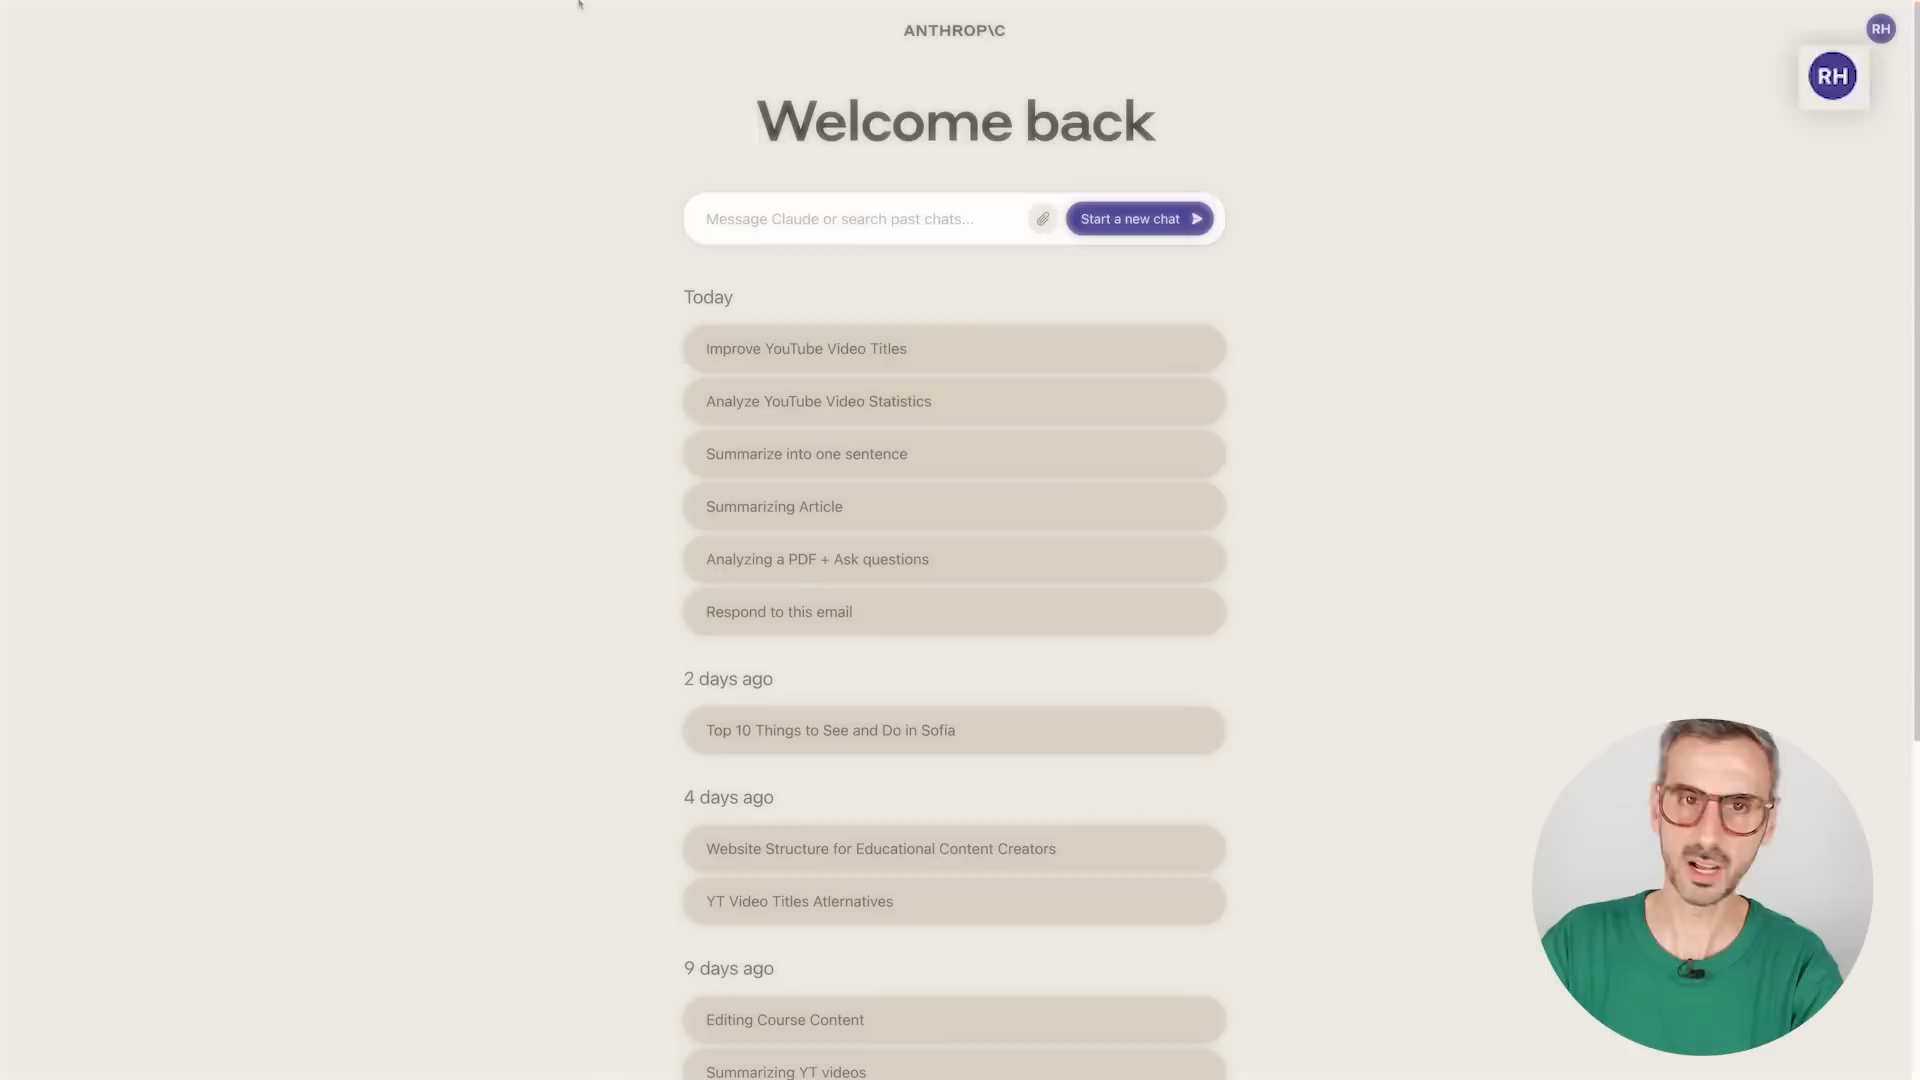 ANTHROP\C
RH
RH
Welcome back
Message Claude or search past chats...
Start a new chat
Today
Improve YouTube Video Titles
Analyze YouTube Video Statistics
Summarize into one sentence
Summarizing Article
Analyzing a PDF + Ask questions
Respond to this email
2 days ago
Top 10 Things to See and Do in Sofia
4 days ago
Website Structure for Educational Content Creators
YT Video Titles Atlernatives
9 days ago
Editing Course Content
Summarizing YT videos